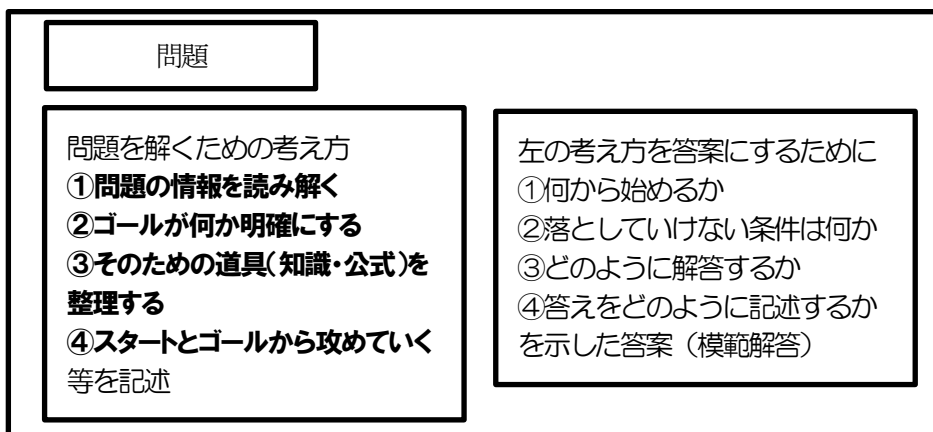 問題
問題を解くための考え方
①問題の情報を読み解く
②ゴールが何か明確にする
③そのための道具(知識・公式)を
整理する
④スタートとゴールから攻めていく
等を記述
左の考え方を答案にするために
①何から始めるか
②落としていけない条件は何か
③どのように解答するか
④答えをどのように記述するか
を示した答案（模範解答）